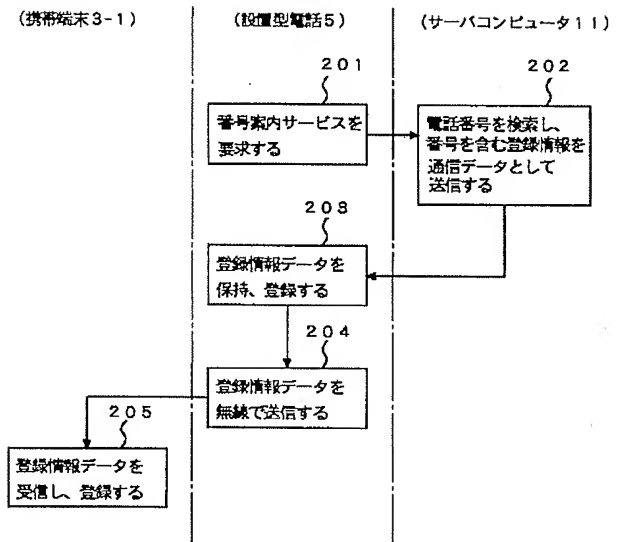 (携帯端末3-1)
(設置型電話5)
(サーバコンピュータ11)
201
202
番号案内サービスを
要求する
電話番号を検索し、
番号を含む登録情報を
通信データとして
送信する
203
登録情報データを
保持、登録する
204
登録情報データを
無線で送信する
205
登録情報データを
受信し、登録する